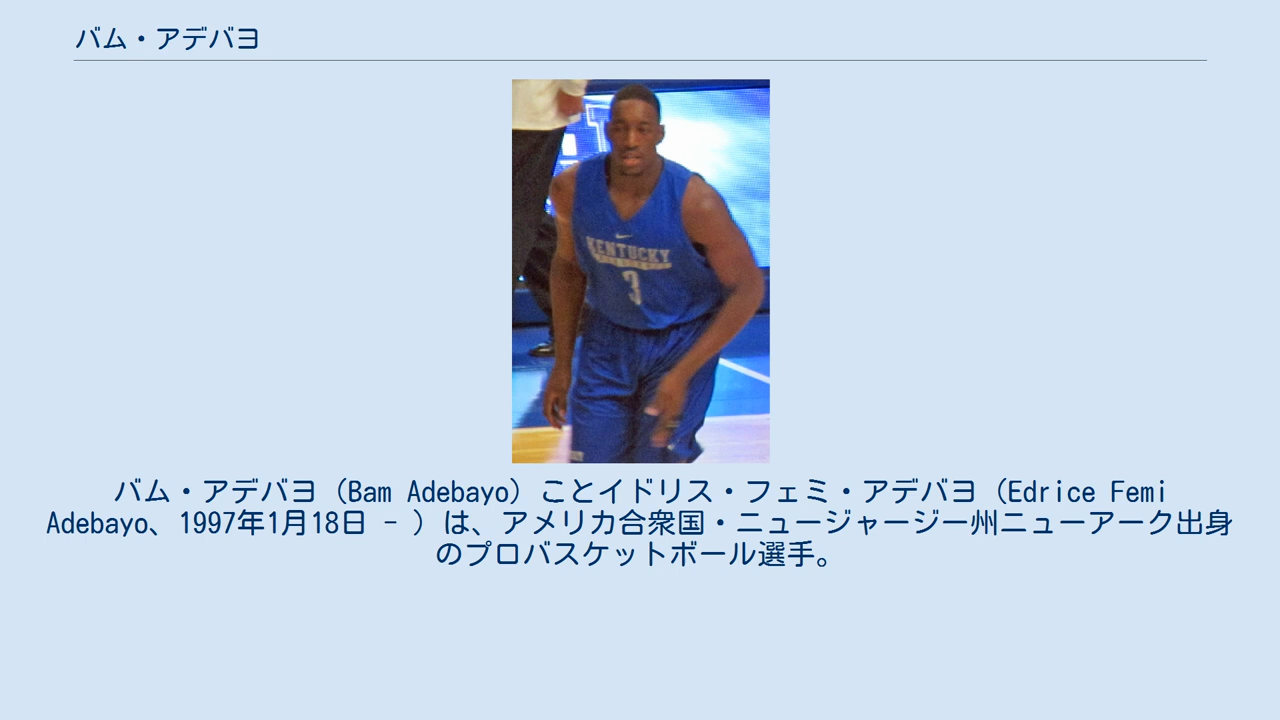 バム・アデバヨ
KENTUCKY
3
バム・アデバヨ（Bam Adebayo）ことイドリス・フェミ・アデバヨ（Edrice Femi
Adebayo、1997年1月18日 - ）は、アメリカ合衆国・ニュージャージー州ニューアーク出身
のプロバスケットボール選手。